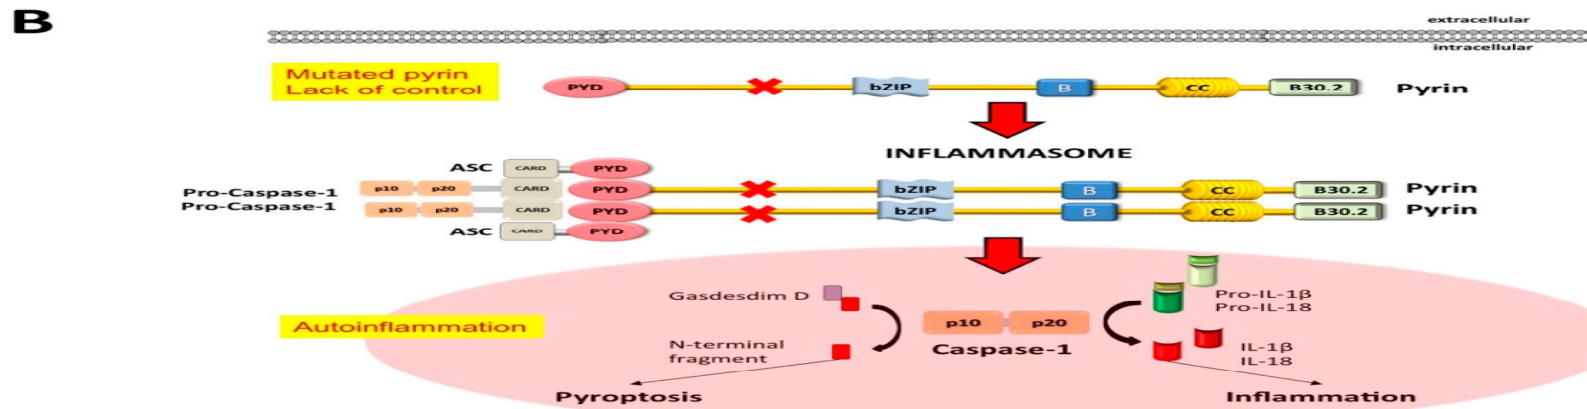 B
extracellular
intracellular
Mutated pyrin
Lack of control
PYD
bZIP
B
CC
B30.2
Pyrin
INFLAMMASOME
ASC
CARD
PYD
Pro-Caspase-1
p10
p20
CARD
PYD
bZIP
B
CC
B30.2
Pyrin
Pro-Caspase-1
p10
p20
CARD
PYD
bZIP
B
CC
B30.2
Pyrin
ASC
CARD
PYD
Autoinflammation
Gasdesdim D
N-terminal
fragment
Pyroptosis
p10
p20
Caspase-1
Pro-IL-1β
Pro-IL-18
IL-1β
IL-18
Inflammation